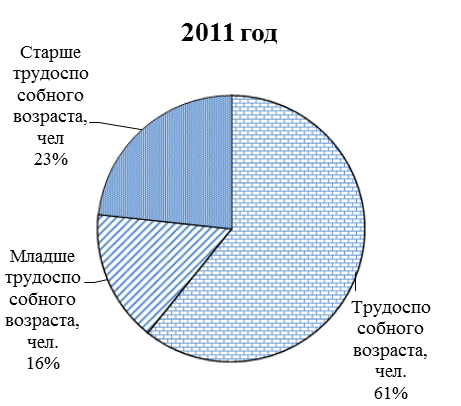 2011 год
Старше
трудоспо
собного
возраста,
чел
23%
Младше
трудоспо
собного
возраста,
чел.
16%
Трудоспо
собного
возраста,
чел.
61%